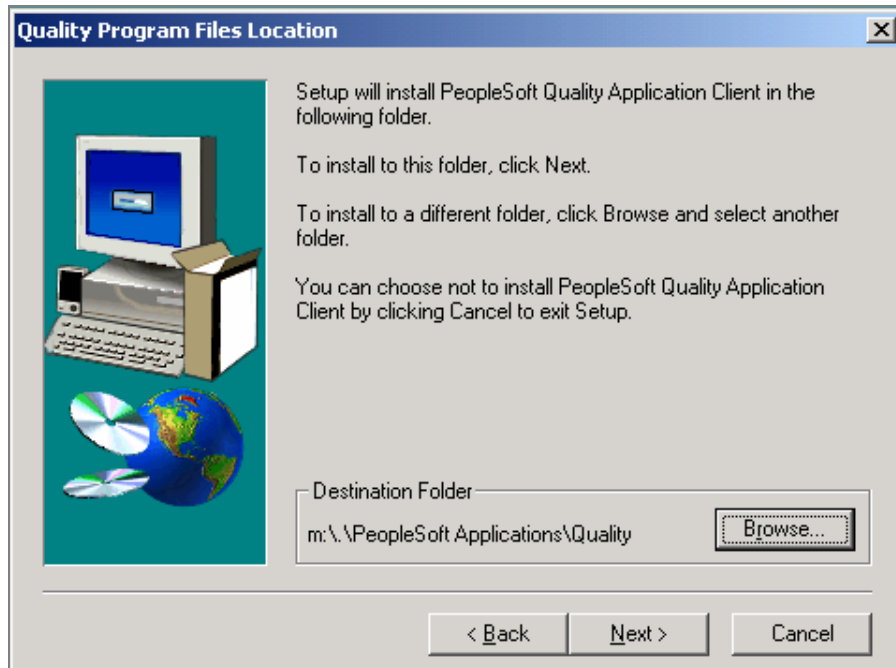 Quality Program Files Location
Setup will install PeopleSoft Quality Application Client in the
following folder.
To install to this folder, click Next.
To install to a different folder, click Browse and select another
folder.
You can choose not to install PeopleSoft Quality Application
Client by clicking Cancel to exit Setup.
Destination Folder
m:\.\PeopleSoft Applications\Quality
Browse...
< Back
Next >
Cancel